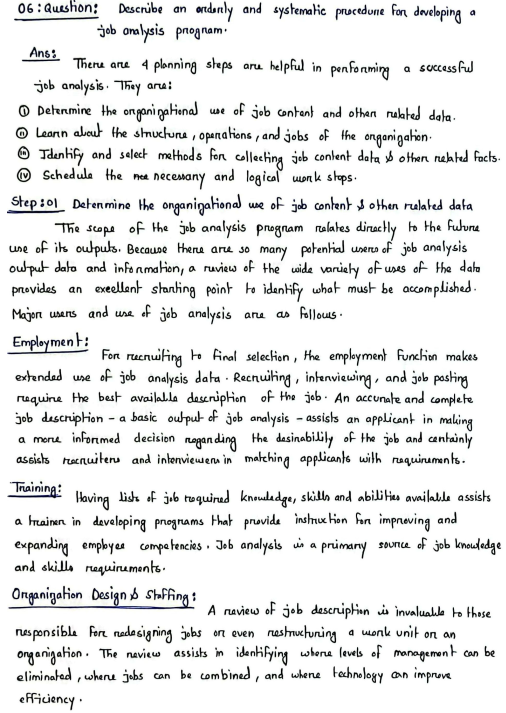 06: Question: Describe an orderly and systematic procedure for developing a
job analysis program.
Ans:
There are 4 planning steps are helpful in performing a successful
job analysis. They are:
(i) Determine the organizational use of job content and other related data.
(ii) Learn about the structure, operations, and jobs of the organization.
(iii) Identify and select methods for collecting job content data & other related facts.
(iv) Schedule the necessary and logical work steps.
Step:01 Determine the organizational use of job content & other related data
The scope of the job analysis program relates directly to the future
use of its outputs. Because there are so many potential users of job analysis
output data and information, a review of the wide variety of uses of the data
provides an excellent starting point to identify what must be accomplished.
Major users and use of job analysis are as follows.
Employment:
For recruiting to final selection, the employment function makes
extended use of job analysis data. Recruiting, interviewing, and job posting
require the best available description of the job. An accurate and complete
job description - a basic output of job analysis - assists an applicant in making
a more informed decision regarding the desirability of the job and certainly
assists recruiters and interviewers in matching applicants with requirements.
Training:
Having lists of job required knowledge, skills and abilities available assists
a trainer in developing programs that provide instruction for improving and
expanding employee competencies. Job analysis is a primary source of job knowledge
and skills requirements.
Organization Design & Staffing:
A review of job description is invaluable to those
responsible for redesigning jobs or even restructuring a work unit or an
organization. The review assists in identifying where levels of management can be
eliminated, where jobs can be combined, and where technology can improve
efficiency.